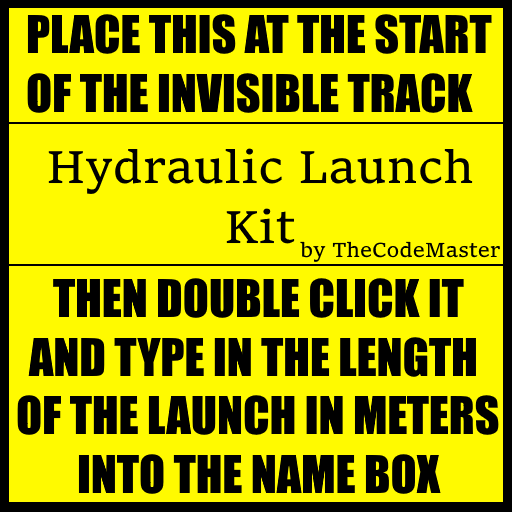 PLACE THIS AT THE START
OF THE INVISIBLE TRACK
Hydraulic Launch
Kit
by TheCodeMaster
THEN DOUBLE CLICK IT
AND TYPE IN THE LENGTH
OF THE LAUNCH IN METERS
INTO THE NAME BOX